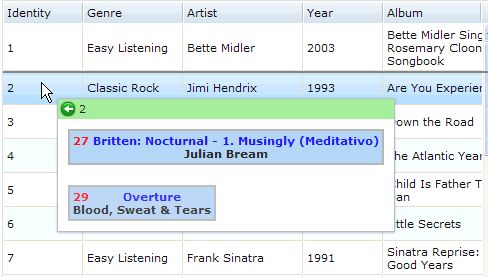 Identity Genre Artist Year Album
Bette Midler Sing
1 Easy Listening Bette Midler 2003 Rosemary Cloon
Songbook
2 Classic Rock Jimi Hendrix 1993 Are You Experien
2
3 own the Road
27 Britten: Nocturnal - 1. Musingly (Meditativo)
Julian Bream
4 he Atlantic Year
5 Child Is Father T
an
29 Overture
Blood, Sweat & Tears
6 ttle Secrets
7 Easy Listening Frank Sinatra 1991 Sinatra Reprise:
Good Years